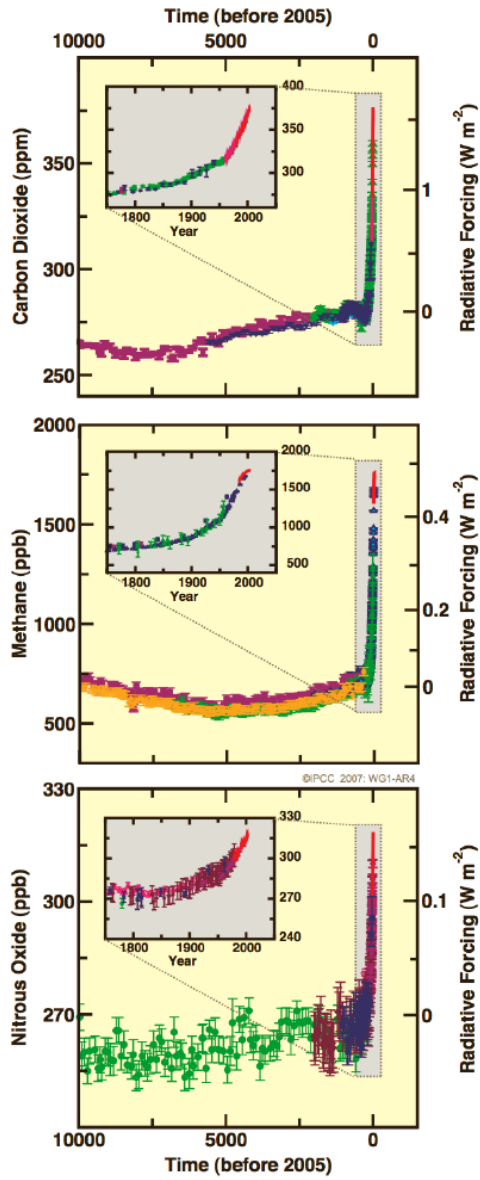 Time (before 2005)
10000 5000 0
Carbon Dioxide (ppm)
350
300
250
400
350
300
1800 1900 2000
Year
Radiative Forcing (W m-2)
1
0
Methane (ppb)
2000
1500
1000
500
2000
1500
1000
500
1800 1900 2000
Year
Radiative Forcing (W m-2)
0.4
0.2
0
©IPCC 2007: WG1-AR4
Nitrous Oxide (ppb)
330
300
270
330
300
270
240
1800 1900 2000
Year
Radiative Forcing (W m-2)
0.1
0
10000 5000 0
Time (before 2005)